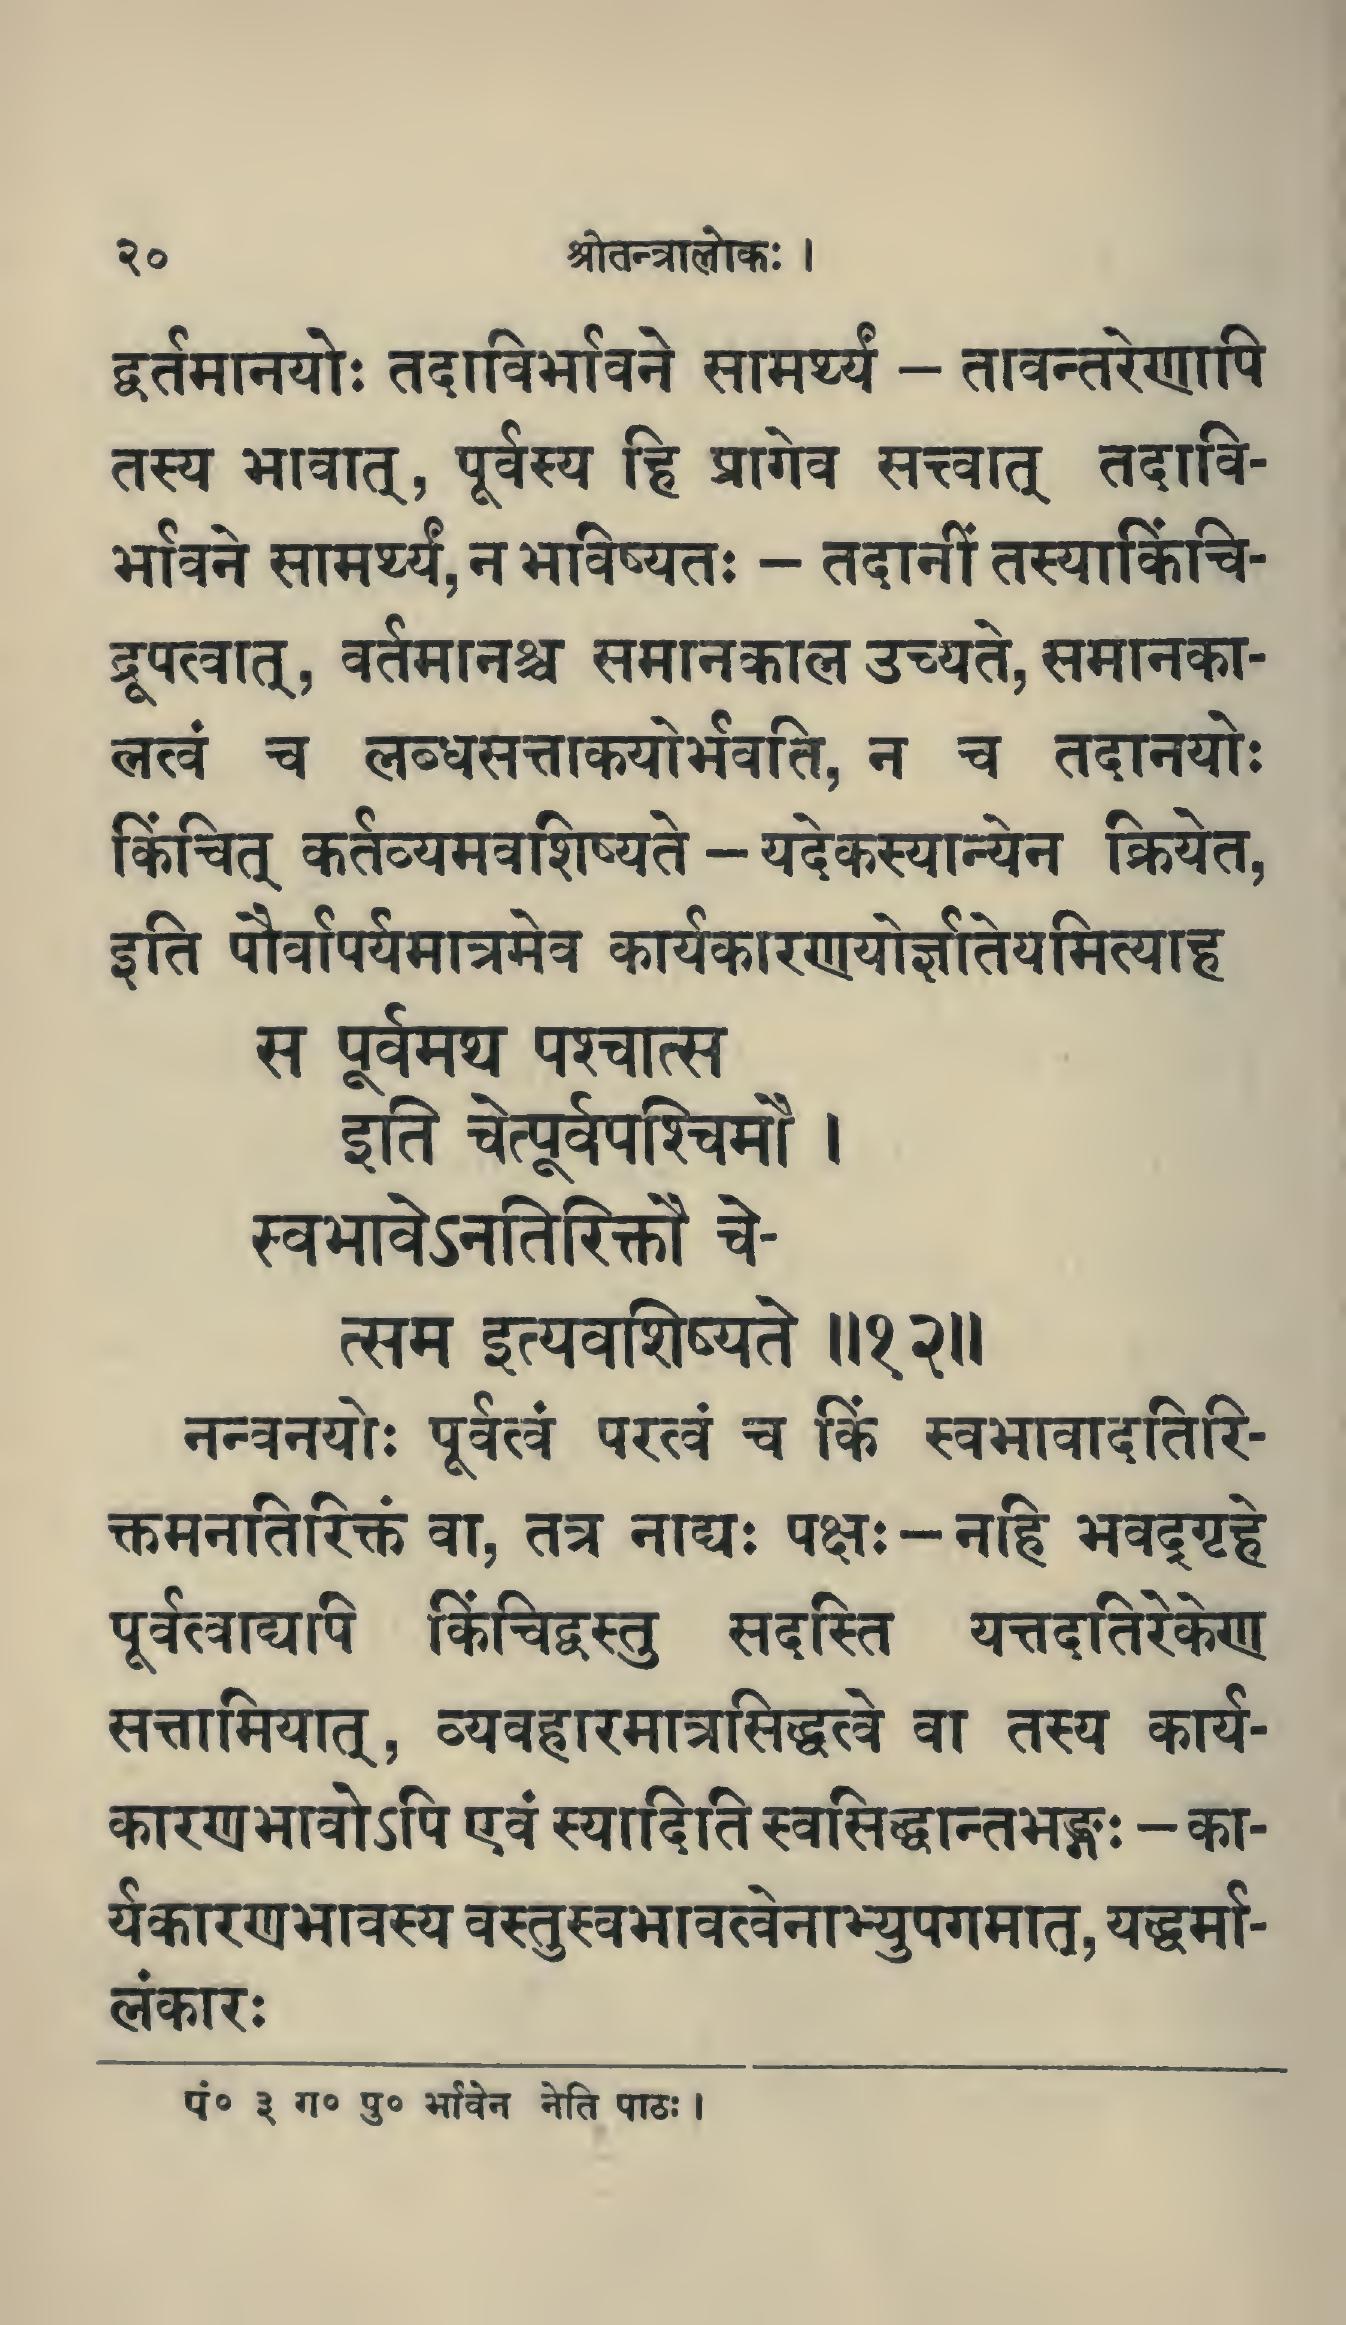 २० श्रीतन्त्रालोकः ।
द्वर्तमानयोः तदाविर्भावने सामर्थ्यं – तावन्तरेणापि
तस्य भावात्, पूर्वस्य हि प्रागेव सत्त्वात् तदावि-
र्भावने सामर्थ्यं, न भविष्यतः – तदानीं तस्याकिंचि-
द्रूपत्वात्, वर्तमानश्च समानकाल उच्यते, समानका-
लत्वं च लब्धसत्ताकयोर्भवति, न च तदानयोः
किंचित् कर्तव्यमवशिष्यते – यदेकस्यान्येन क्रियेत,
इति पौर्वापर्यमात्रमेव कार्यकारणयोर्ज्ञातेयमित्याह
स पूर्वमथ पश्चात्स
इति चेत्पूर्वपश्चिमौ ।
स्वभावेऽनतिरिक्तौ चे-
त्सम इत्यवशिष्यते ॥१२॥
नन्वनयोः पूर्वत्वं परत्वं च किं स्वभावादतिरि-
क्तमनतिरिक्तं वा, तत्र नाद्यः पक्षः – नहि भवद्गृहे
पूर्वत्वाद्यपि किंचिद्वस्तु सदस्ति यत्तदतिरेकेण
सत्तामियात्, व्यवहारमात्रसिद्धत्वे वा तस्य कार्य-
कारणभावोऽपि एवं स्यादिति स्वसिद्धान्तभङ्गः – का-
र्यकारणभावस्य वस्तुस्वभावत्वेनाभ्युपगमात्, यद्धर्मा-
लंकारः
पं० ३ ग० पु० र्भावेन नेति पाठः ।